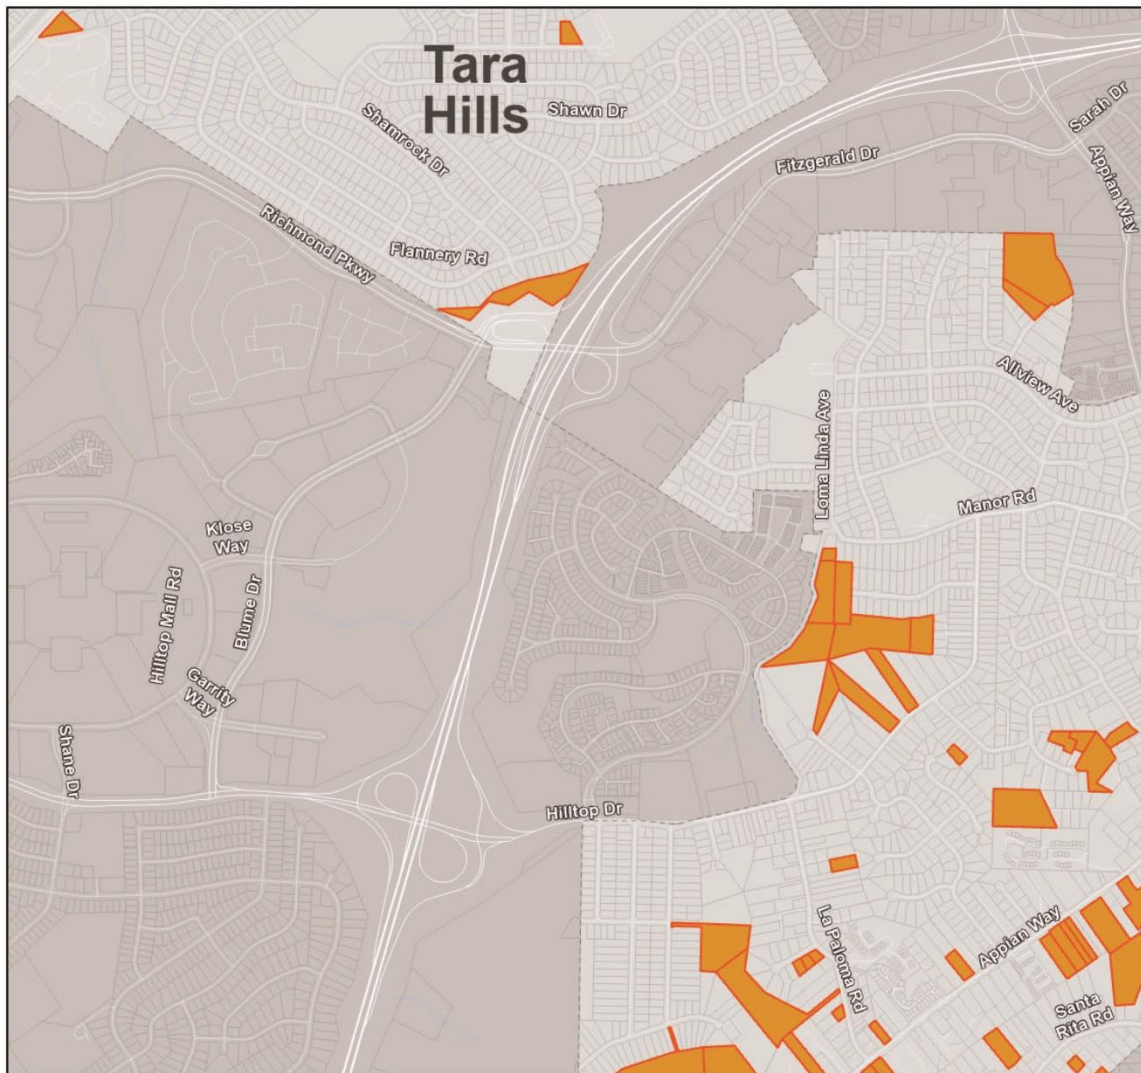 Tara
Hills
Shawn Dr
Shamrock Dr
Sarah Dr
Fitzgerald Dr
Appian Way
Richmond Pkwy
Flannery Rd
Allview Ave
Loma Linda Ave
Manor Rd
Klose
Way
Hilltop Mall Rd
Blume Dr
Garrity
Way
Shane Dr
Hilltop Dr
La Paloma Rd
Appian Way
Santa
Rita Rd